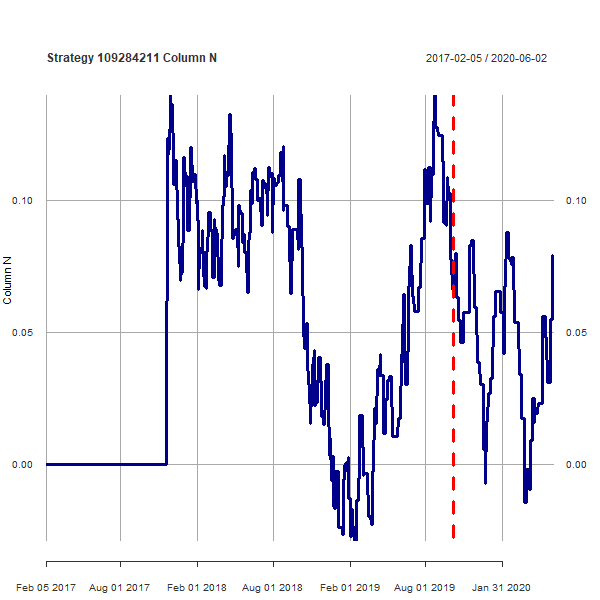 Strategy 109284211 Column N
2017-02-05 / 2020-06-02
0.10
0.10
Column N
0.05
0.05
0.00
0.00
Feb 05 2017
Aug 01 2017
Feb 01 2018
Aug 01 2018
Feb 01 2019
Aug 01 2019
Jan 31 2020